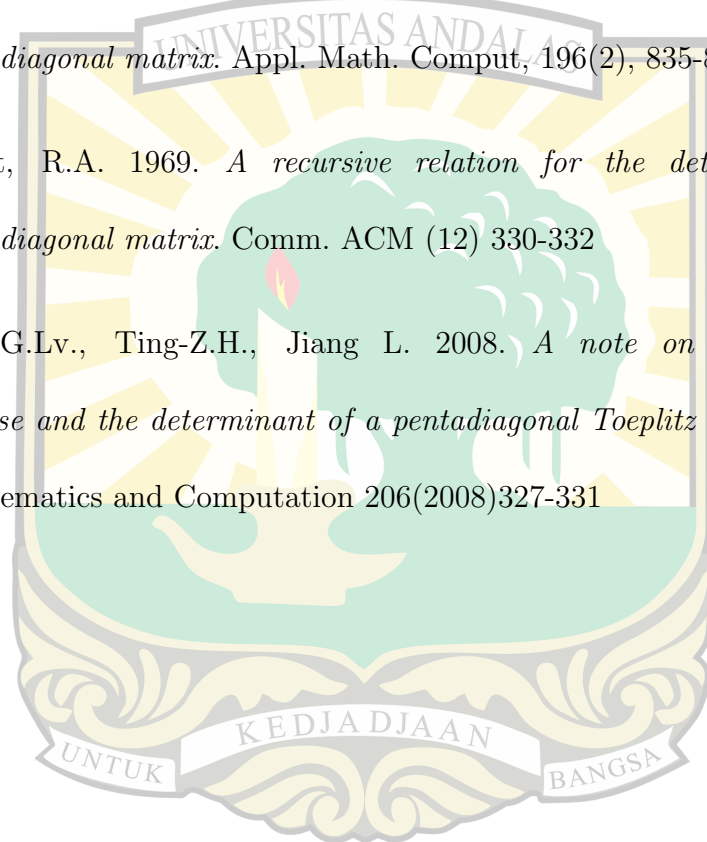 UNIVERSITAS ANDALAS
diagonal matrix. Appl. Math. Comput, 196(2), 835-8
t, R.A. 1969. A recursive relation for the det
diagonal matrix. Comm. ACM (12) 330-332
G.Lv., Ting-Z.H., Jiang L. 2008. A note on
se and the determinant of a pentadiagonal Toeplitz
ematics and Computation 206(2008)327-331
UNTUK KEDJADJAAN BANGSA